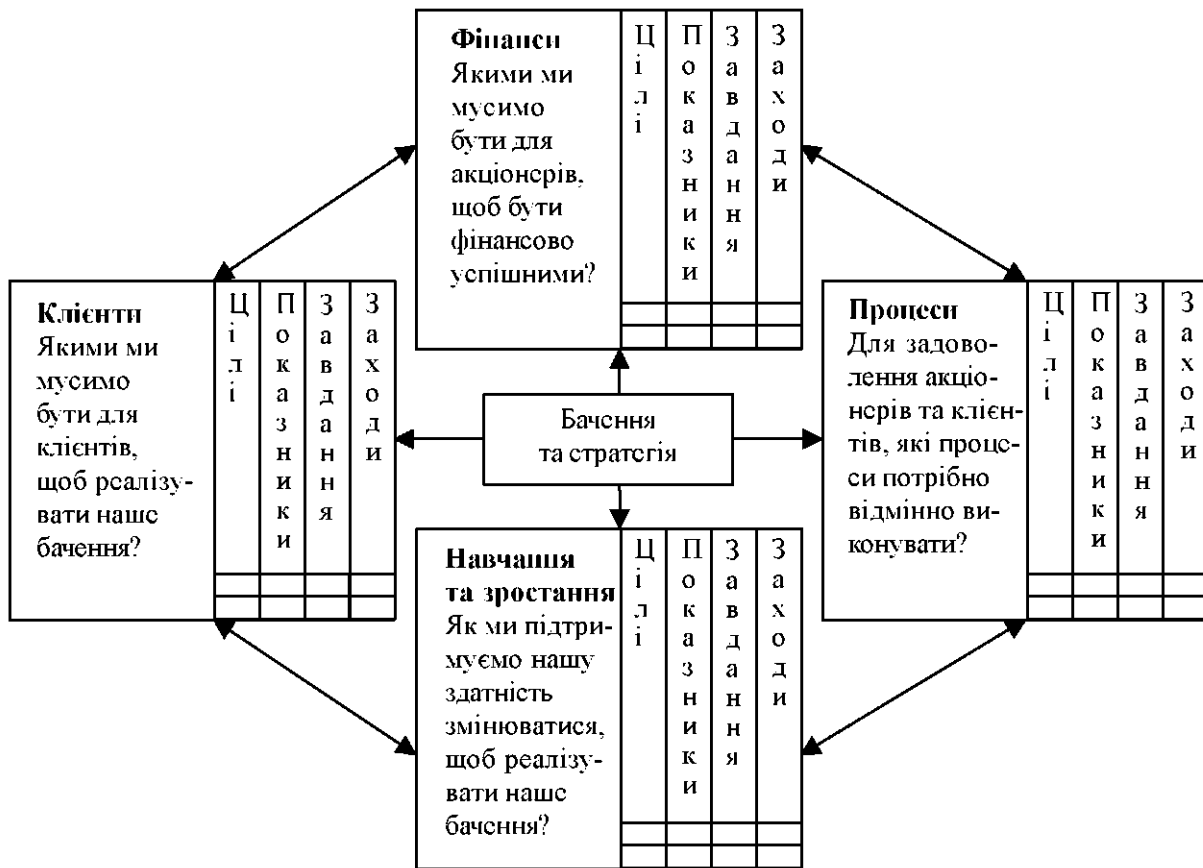 Фінанси
Якими ми
мусимо
бути для
акціонерів,
щоб бути
фінансово
успішними?
Цілі
Показники
Завдання
Заходи
Клієнти
Якими ми
мусимо
бути для
клієнтів,
щоб реалізу-
вати наше
бачення?
Цілі
Показники
Завдання
Заходи
Бачення
та стратегія
Процеси
Для задово-
лення акціо-
нерів та клієн-
тів, які проце-
си потрібно
відмінно ви-
конувати?
Цілі
Показники
Завдання
Заходи
Навчання
та зростання
Як ми підтри-
муємо нашу
здатність
змінюватися,
щоб реалізу-
вати наше
бачення?
Цілі
Показники
Завдання
Заходи